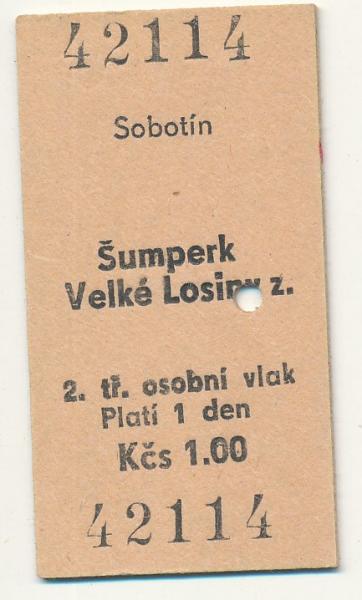 42114
Sobotín
Šumperk
Velké Losiny z.
2. tř. osobní vlak
Platí 1 den
Kčs 1.00
42114